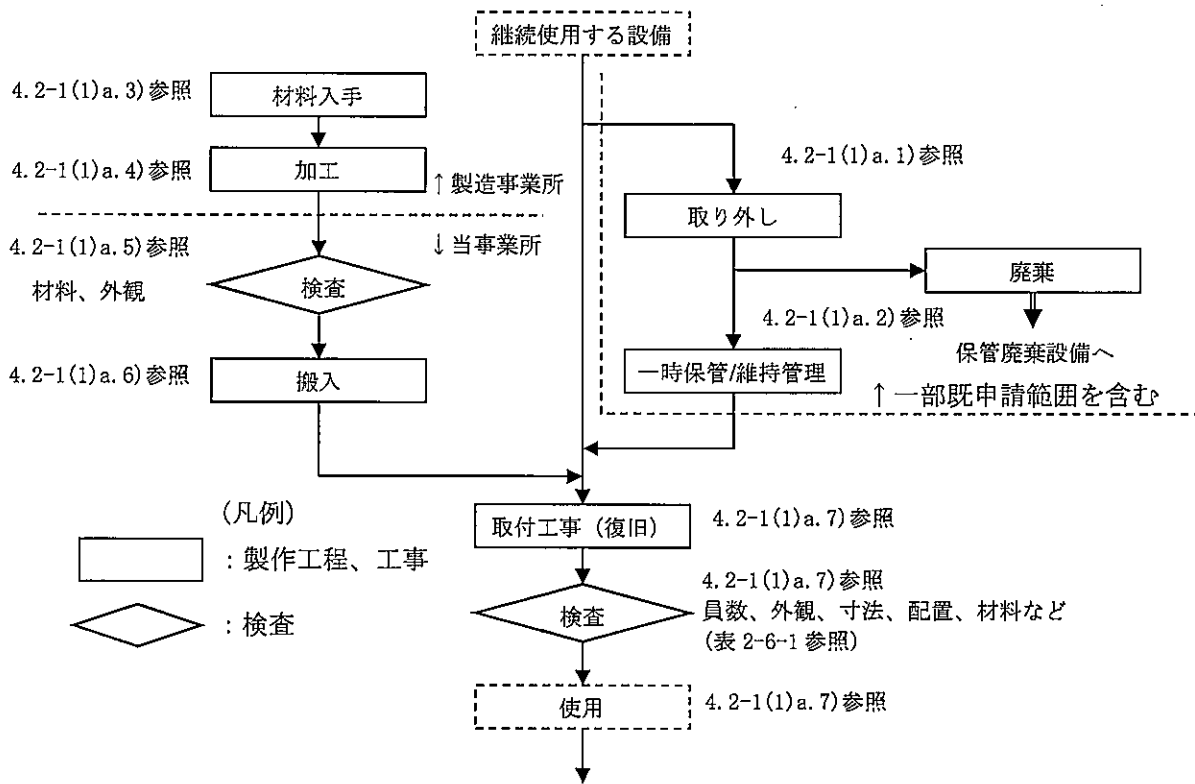 継続使用する設備
4.2-1(1)a.3)参照
材料入手
4.2-1(1)a.4)参照
加工
↑製造事業所
↓当事業所
4.2-1(1)a.5)参照
材料、外観
検査
4.2-1(1)a.6)参照
搬入
4.2-1(1)a.1)参照
取り外し
廃棄
4.2-1(1)a.2)参照
保管廃棄設備へ
一時保管/維持管理
↑一部既申請範囲を含む
取付工事（復旧）
4.2-1(1)a.7)参照
検査
4.2-1(1)a.7)参照
員数、外観、寸法、配置、材料など
(表 2-6-1 参照)
使用
4.2-1(1)a.7)参照
(凡例)
：製作工程、工事
：検査